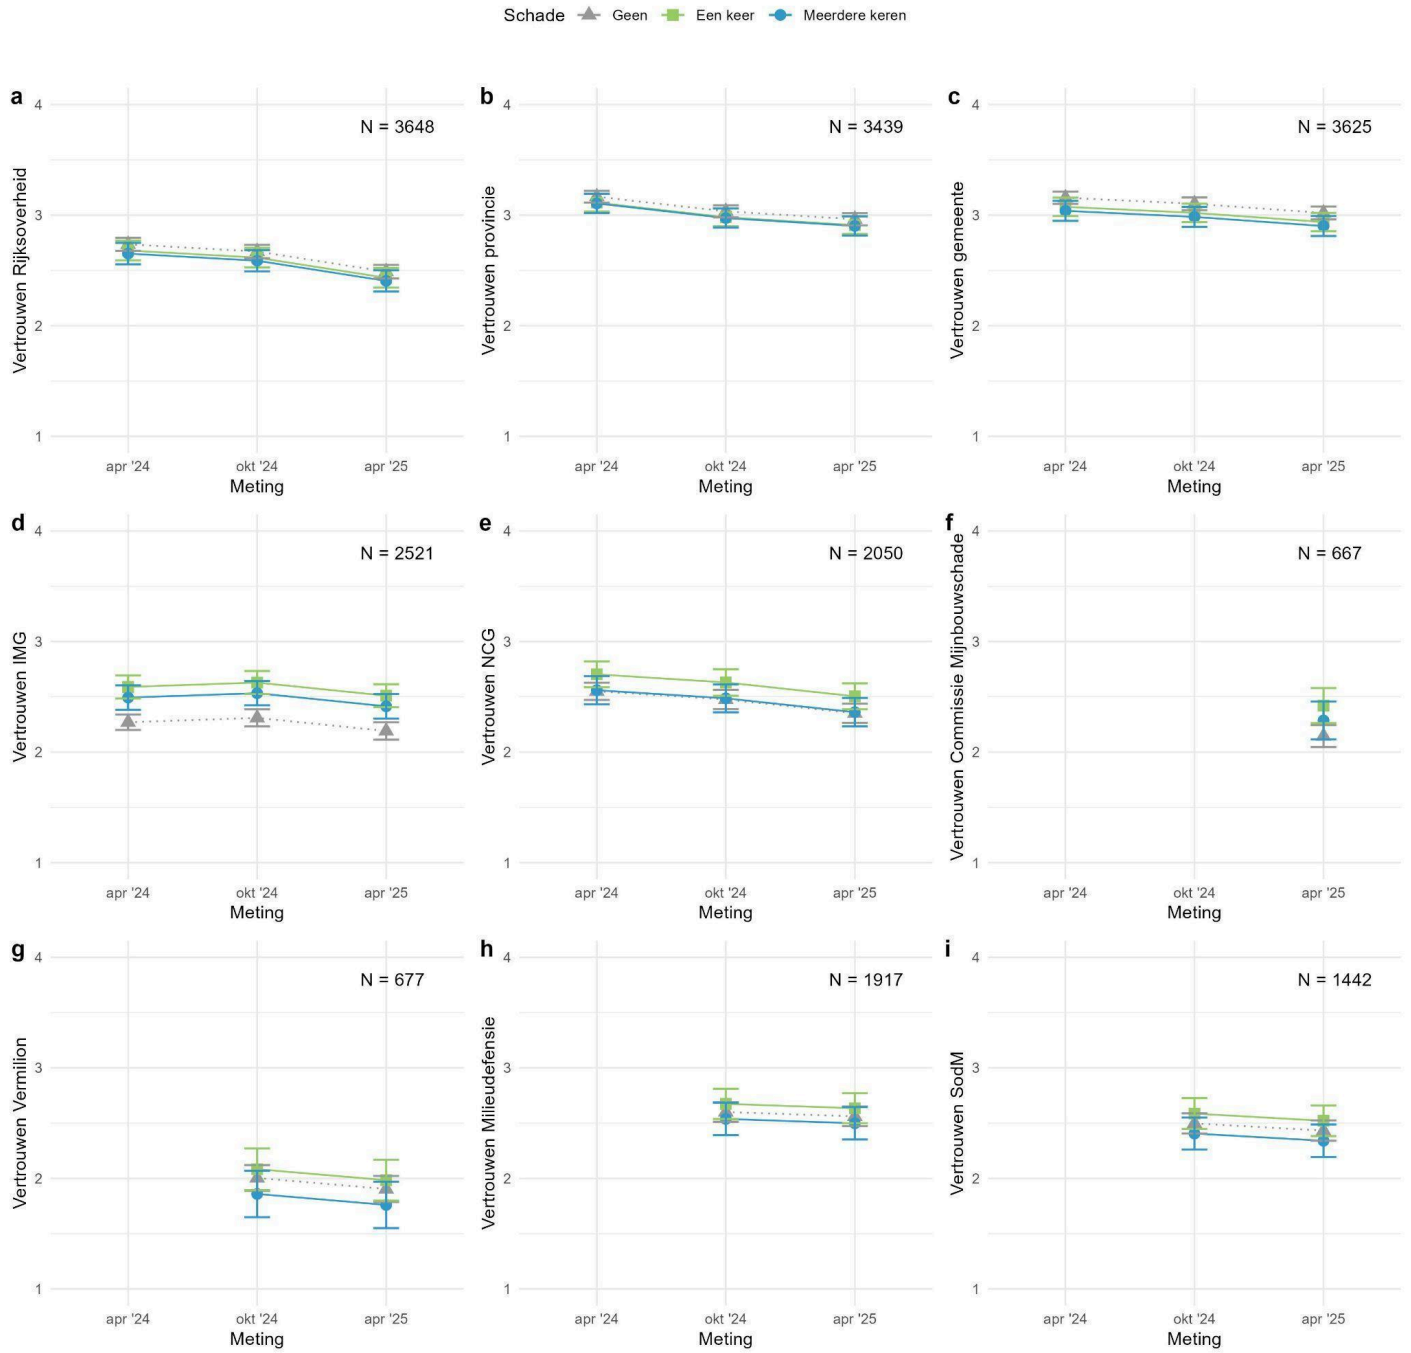 Schade Geen Een keer Meerdere keren
a
Vertrouwen Rijksoverheid
N = 3648
4
3
2
1
apr '24 okt '24 apr '25
Meting
b
Vertrouwen provincie
N = 3439
4
3
2
1
apr '24 okt '24 apr '25
Meting
c
Vertrouwen gemeente
N = 3625
4
3
2
1
apr '24 okt '24 apr '25
Meting
d
Vertrouwen IMG
N = 2521
4
3
2
1
apr '24 okt '24 apr '25
Meting
e
Vertrouwen NCG
N = 2050
4
3
2
1
apr '24 okt '24 apr '25
Meting
f
Vertrouwen Commissie Mijnbouwschade
N = 667
4
3
2
1
apr '24 okt '24 apr '25
Meting
g
Vertrouwen Vermilion
N = 677
4
3
2
1
apr '24 okt '24 apr '25
Meting
h
Vertrouwen Milieudefensie
N = 1917
4
3
2
1
apr '24 okt '24 apr '25
Meting
i
Vertrouwen SodM
N = 1442
4
3
2
1
apr '24 okt '24 apr '25
Meting